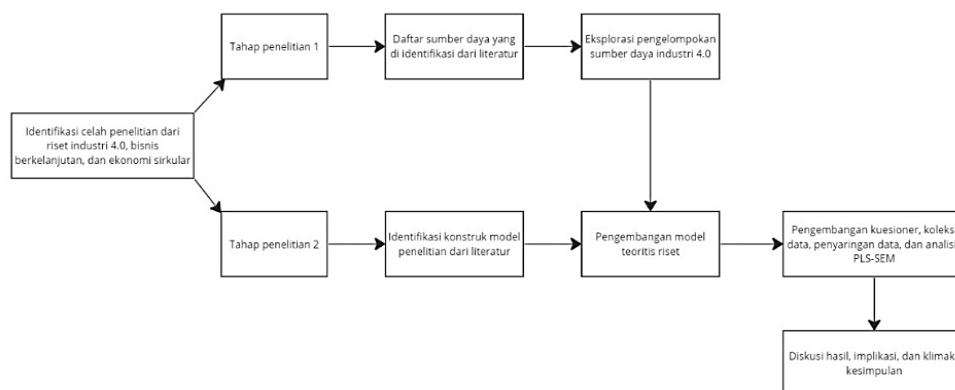 Tahap penelitian 1
Daftar sumber daya yang
di identifikasi dari literatur
Eksplorasi pengelompokan
sumber daya industri 4.0
Identifikasi celah penelitian dari
riset industri 4.0, bisnis
berkelanjutan, dan ekonomi sirkular
Tahap penelitian 2
Identifikasi konstruk model
penelitian dari literatur
Pengembangan model
teoritis riset
Pengembangan kuesioner, koleks
data, penyaringan data, dan analisi
PLS-SEM
Diskusi hasil, implikasi, dan klimak
kesimpulan